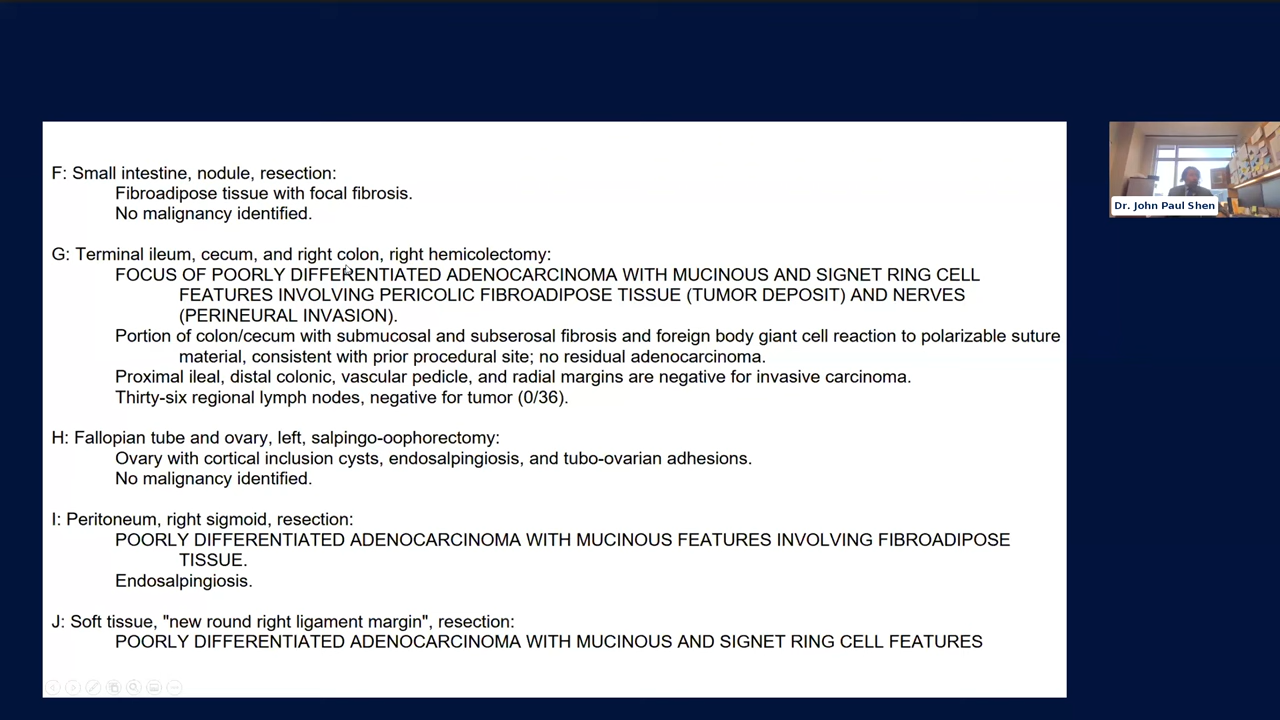 F: Small intestine, nodule, resection:
Fibroadipose tissue with focal fibrosis.
No malignancy identified.
G: Terminal ileum, cecum, and right colon, right hemicolectomy:
FOCUS OF POORLY DIFFERENTIATED ADENOCARCINOMA WITH MUCINOUS AND SIGNET RING CELL
FEATURES INVOLVING PERICOLIC FIBROADIPOSE TISSUE (TUMOR DEPOSIT) AND NERVES
(PERINEURAL INVASION).
Portion of colon/cecum with submucosal and subserosal fibrosis and foreign body giant cell reaction to polarizable suture
material, consistent with prior procedural site; no residual adenocarcinoma.
Proximal ileal, distal colonic, vascular pedicle, and radial margins are negative for invasive carcinoma.
Thirty-six regional lymph nodes, negative for tumor (0/36).
H: Fallopian tube and ovary, left, salpingo-oophorectomy:
Ovary with cortical inclusion cysts, endosalpingiosis, and tubo-ovarian adhesions.
No malignancy identified.
I: Peritoneum, right sigmoid, resection:
POORLY DIFFERENTIATED ADENOCARCINOMA WITH MUCINOUS FEATURES INVOLVING FIBROADIPOSE
TISSUE.
Endosalpingiosis.
J: Soft tissue, "new round right ligament margin", resection:
POORLY DIFFERENTIATED ADENOCARCINOMA WITH MUCINOUS AND SIGNET RING CELL FEATURES
Dr. John Paul Shen